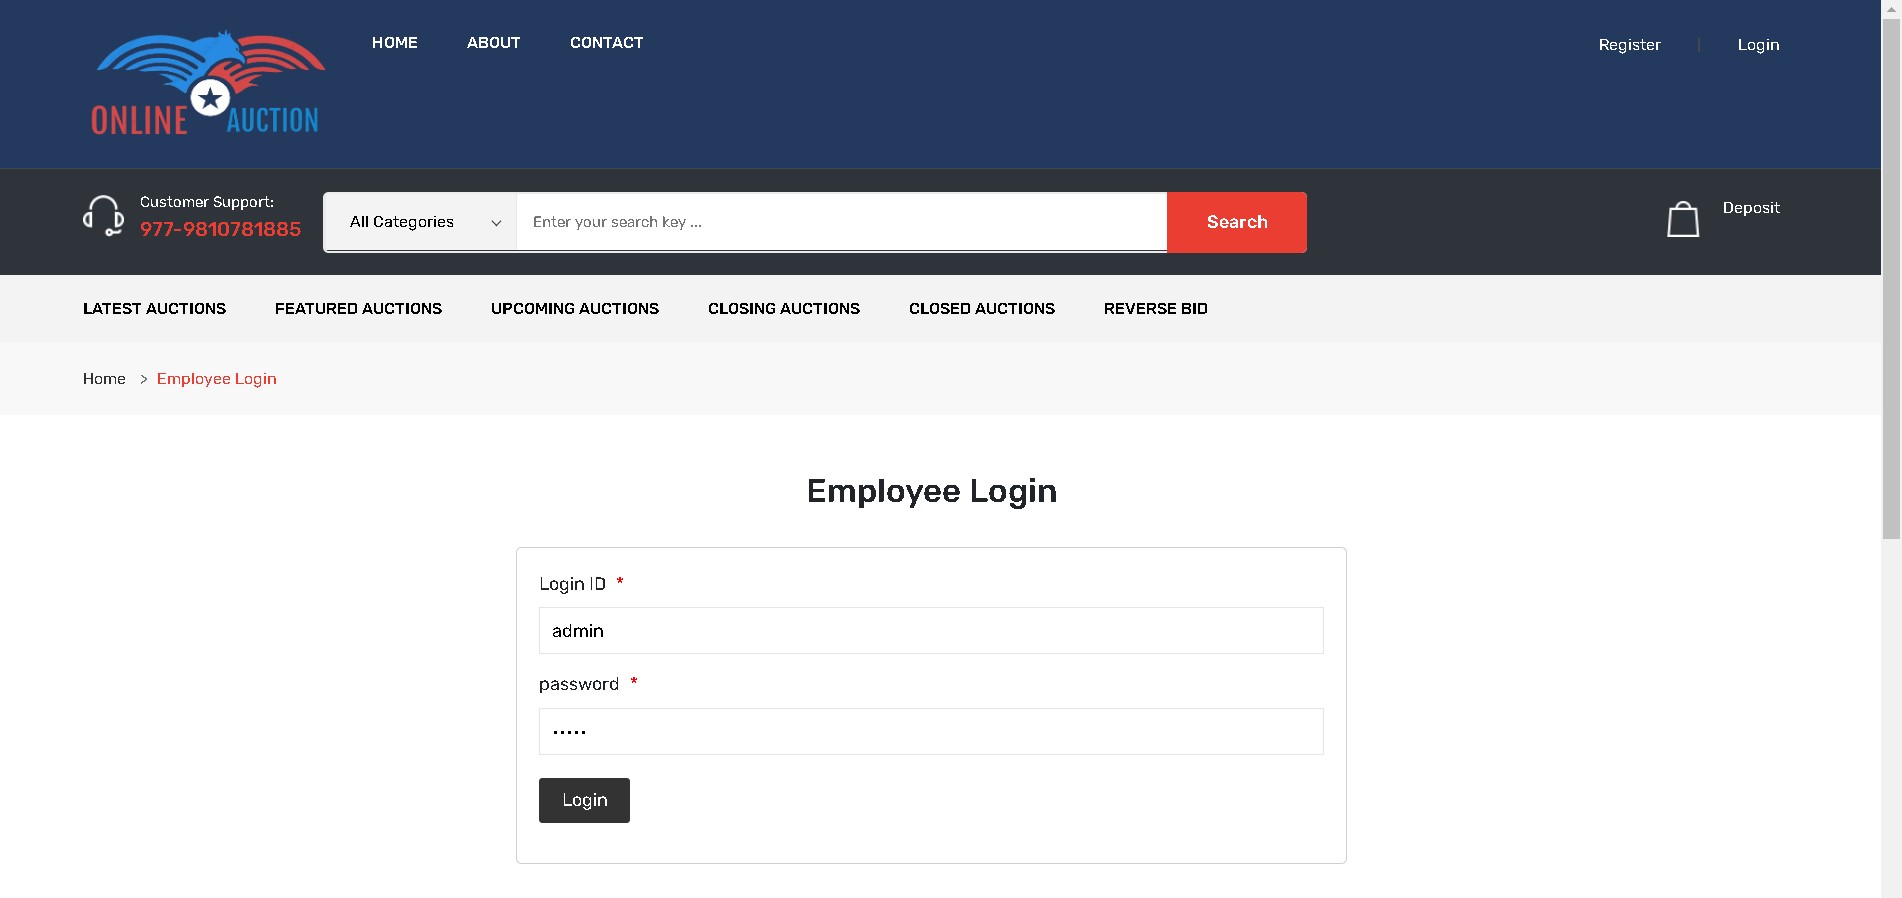 HOME ABOUT CONTACT
Register | Login
ONLINE AUCTION
Customer Support:
977-9810781885
All Categories
Enter your search key ...
Search
Deposit
LATEST AUCTIONS FEATURED AUCTIONS UPCOMING AUCTIONS CLOSING AUCTIONS CLOSED AUCTIONS REVERSE BID
Home > Employee Login
Employee Login
Login ID *
admin
password *
•••••
Login